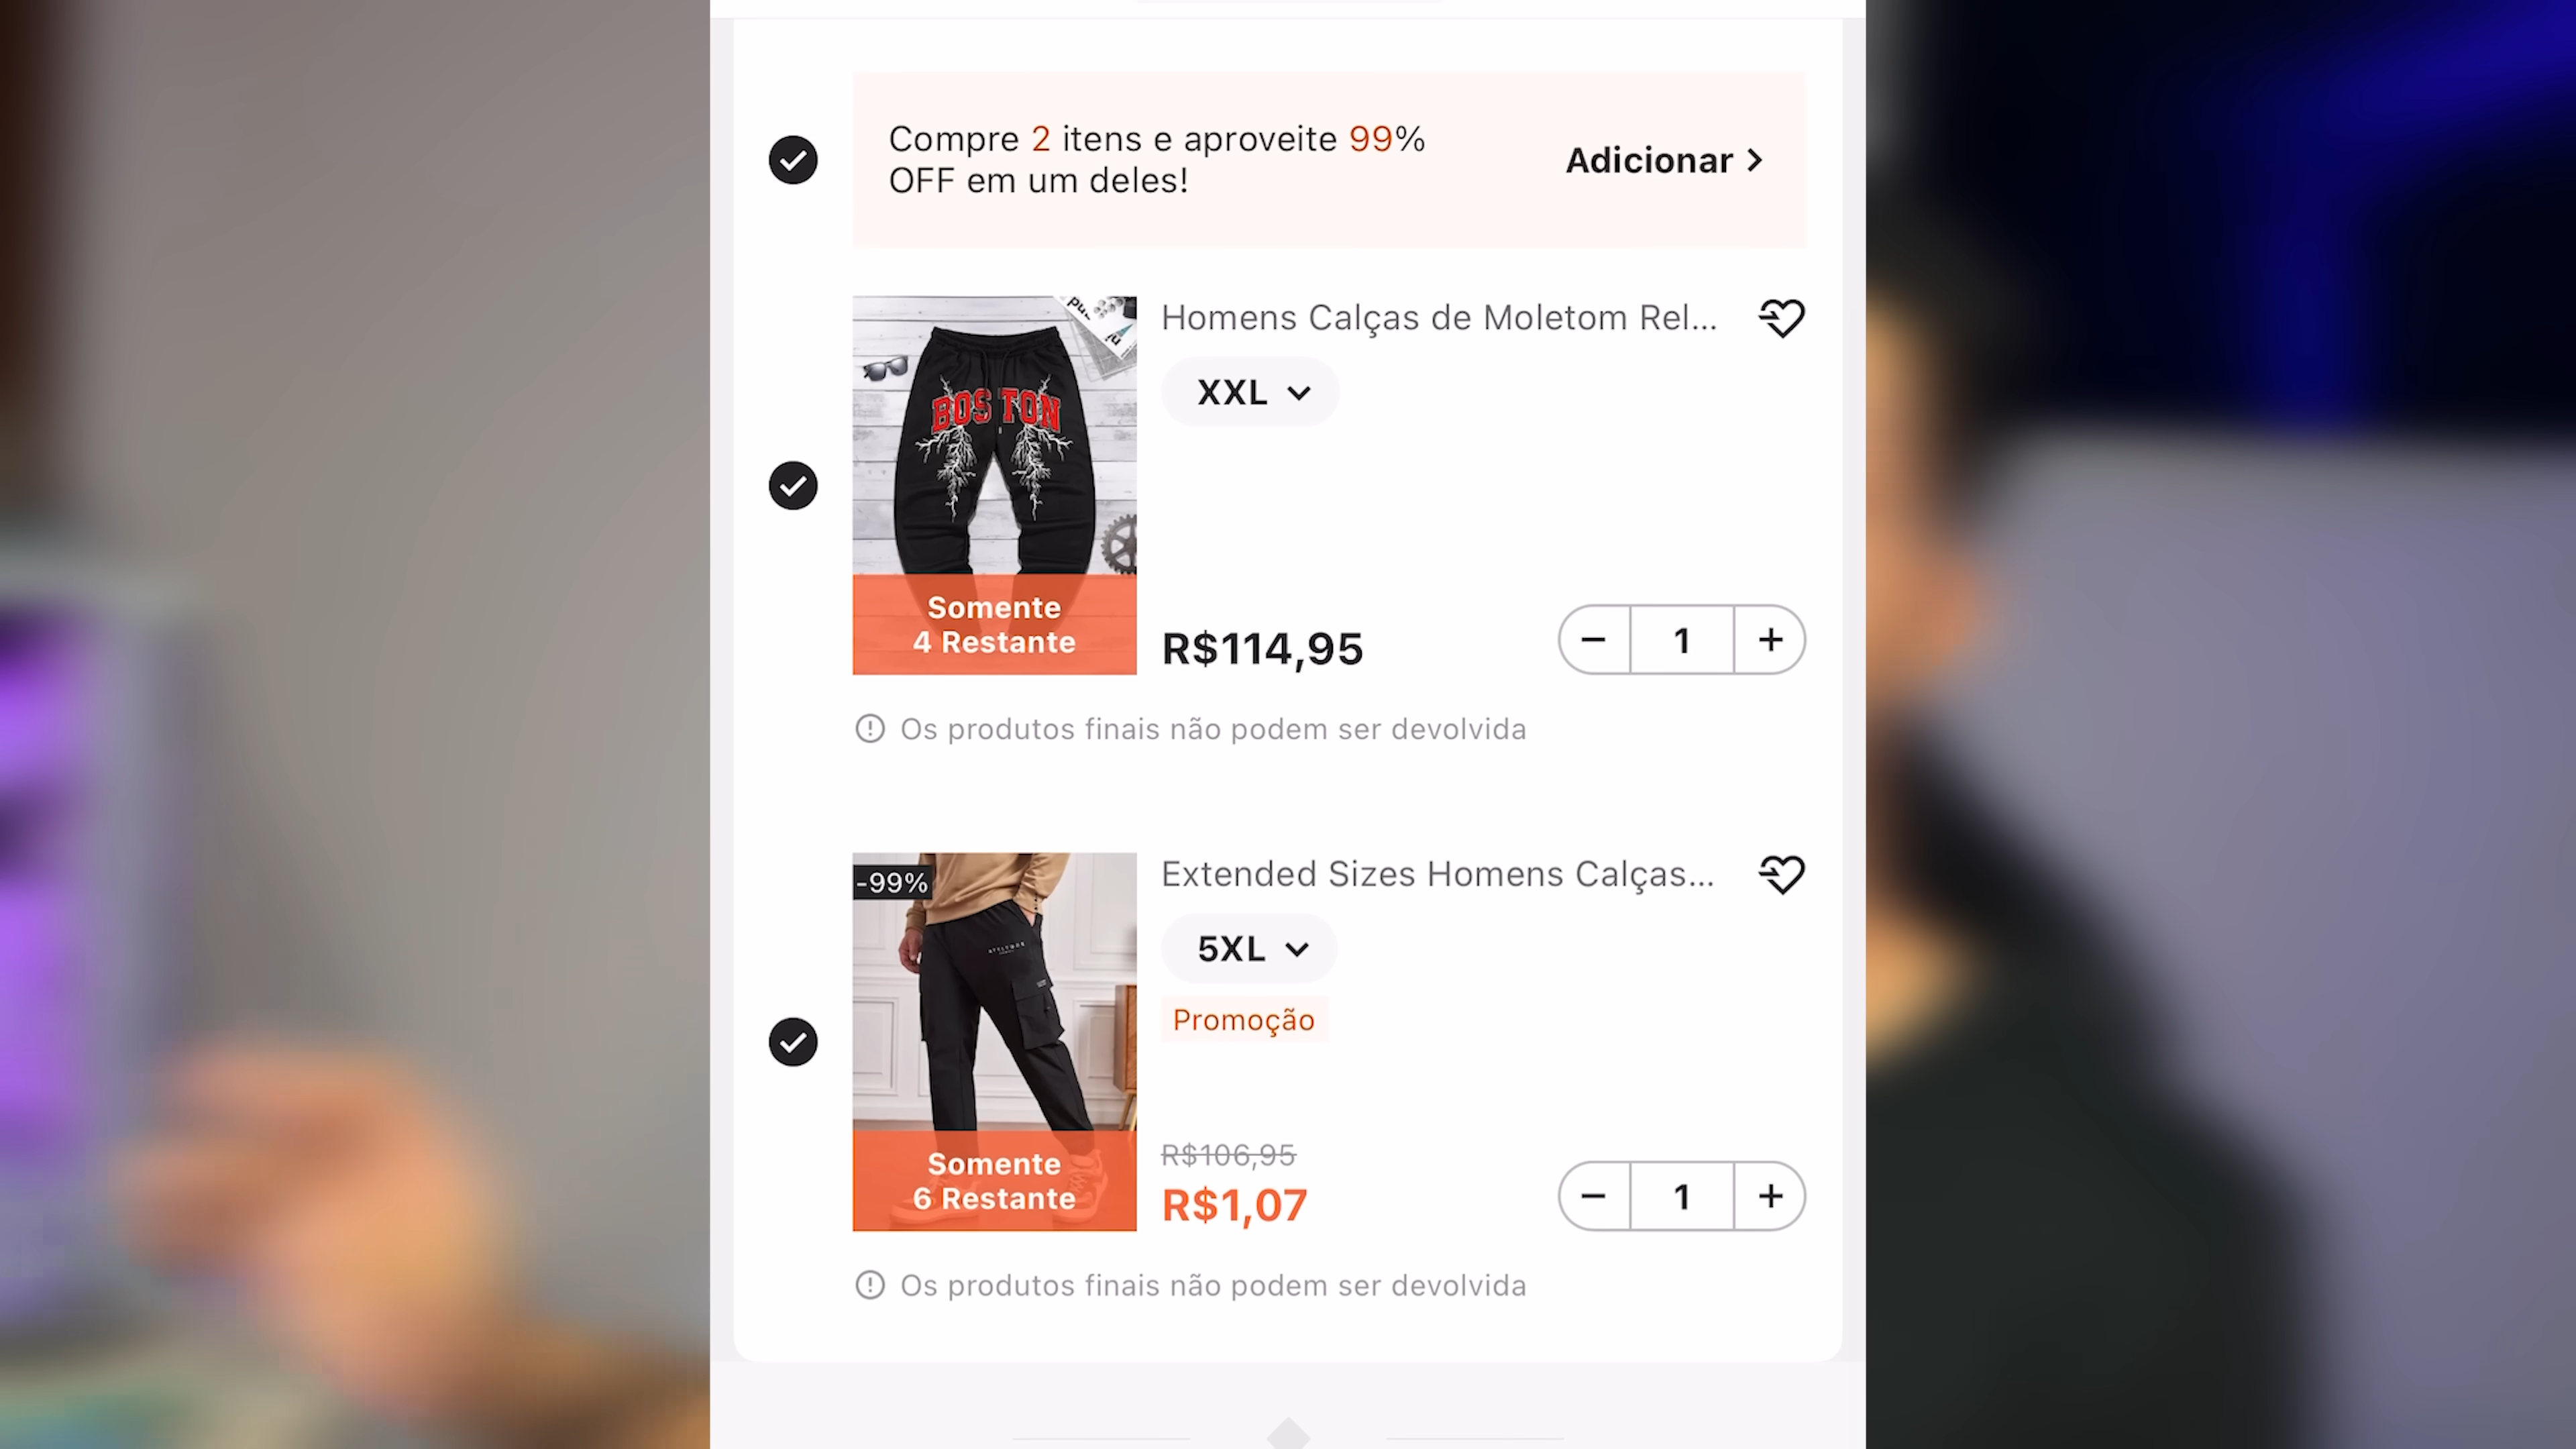 Compre 2 itens e aproveite 99%
OFF em um deles!
Adicionar
Homens Calças de Moletom Rel...
XXL
BOSTON
Somente
4 Restante
R$114,95
1
Os produtos finais não podem ser devolvida
-99%
Extended Sizes Homens Calças...
5XL
Promoção
Somente
6 Restante
R$106,95
R$1,07
1
Os produtos finais não podem ser devolvida